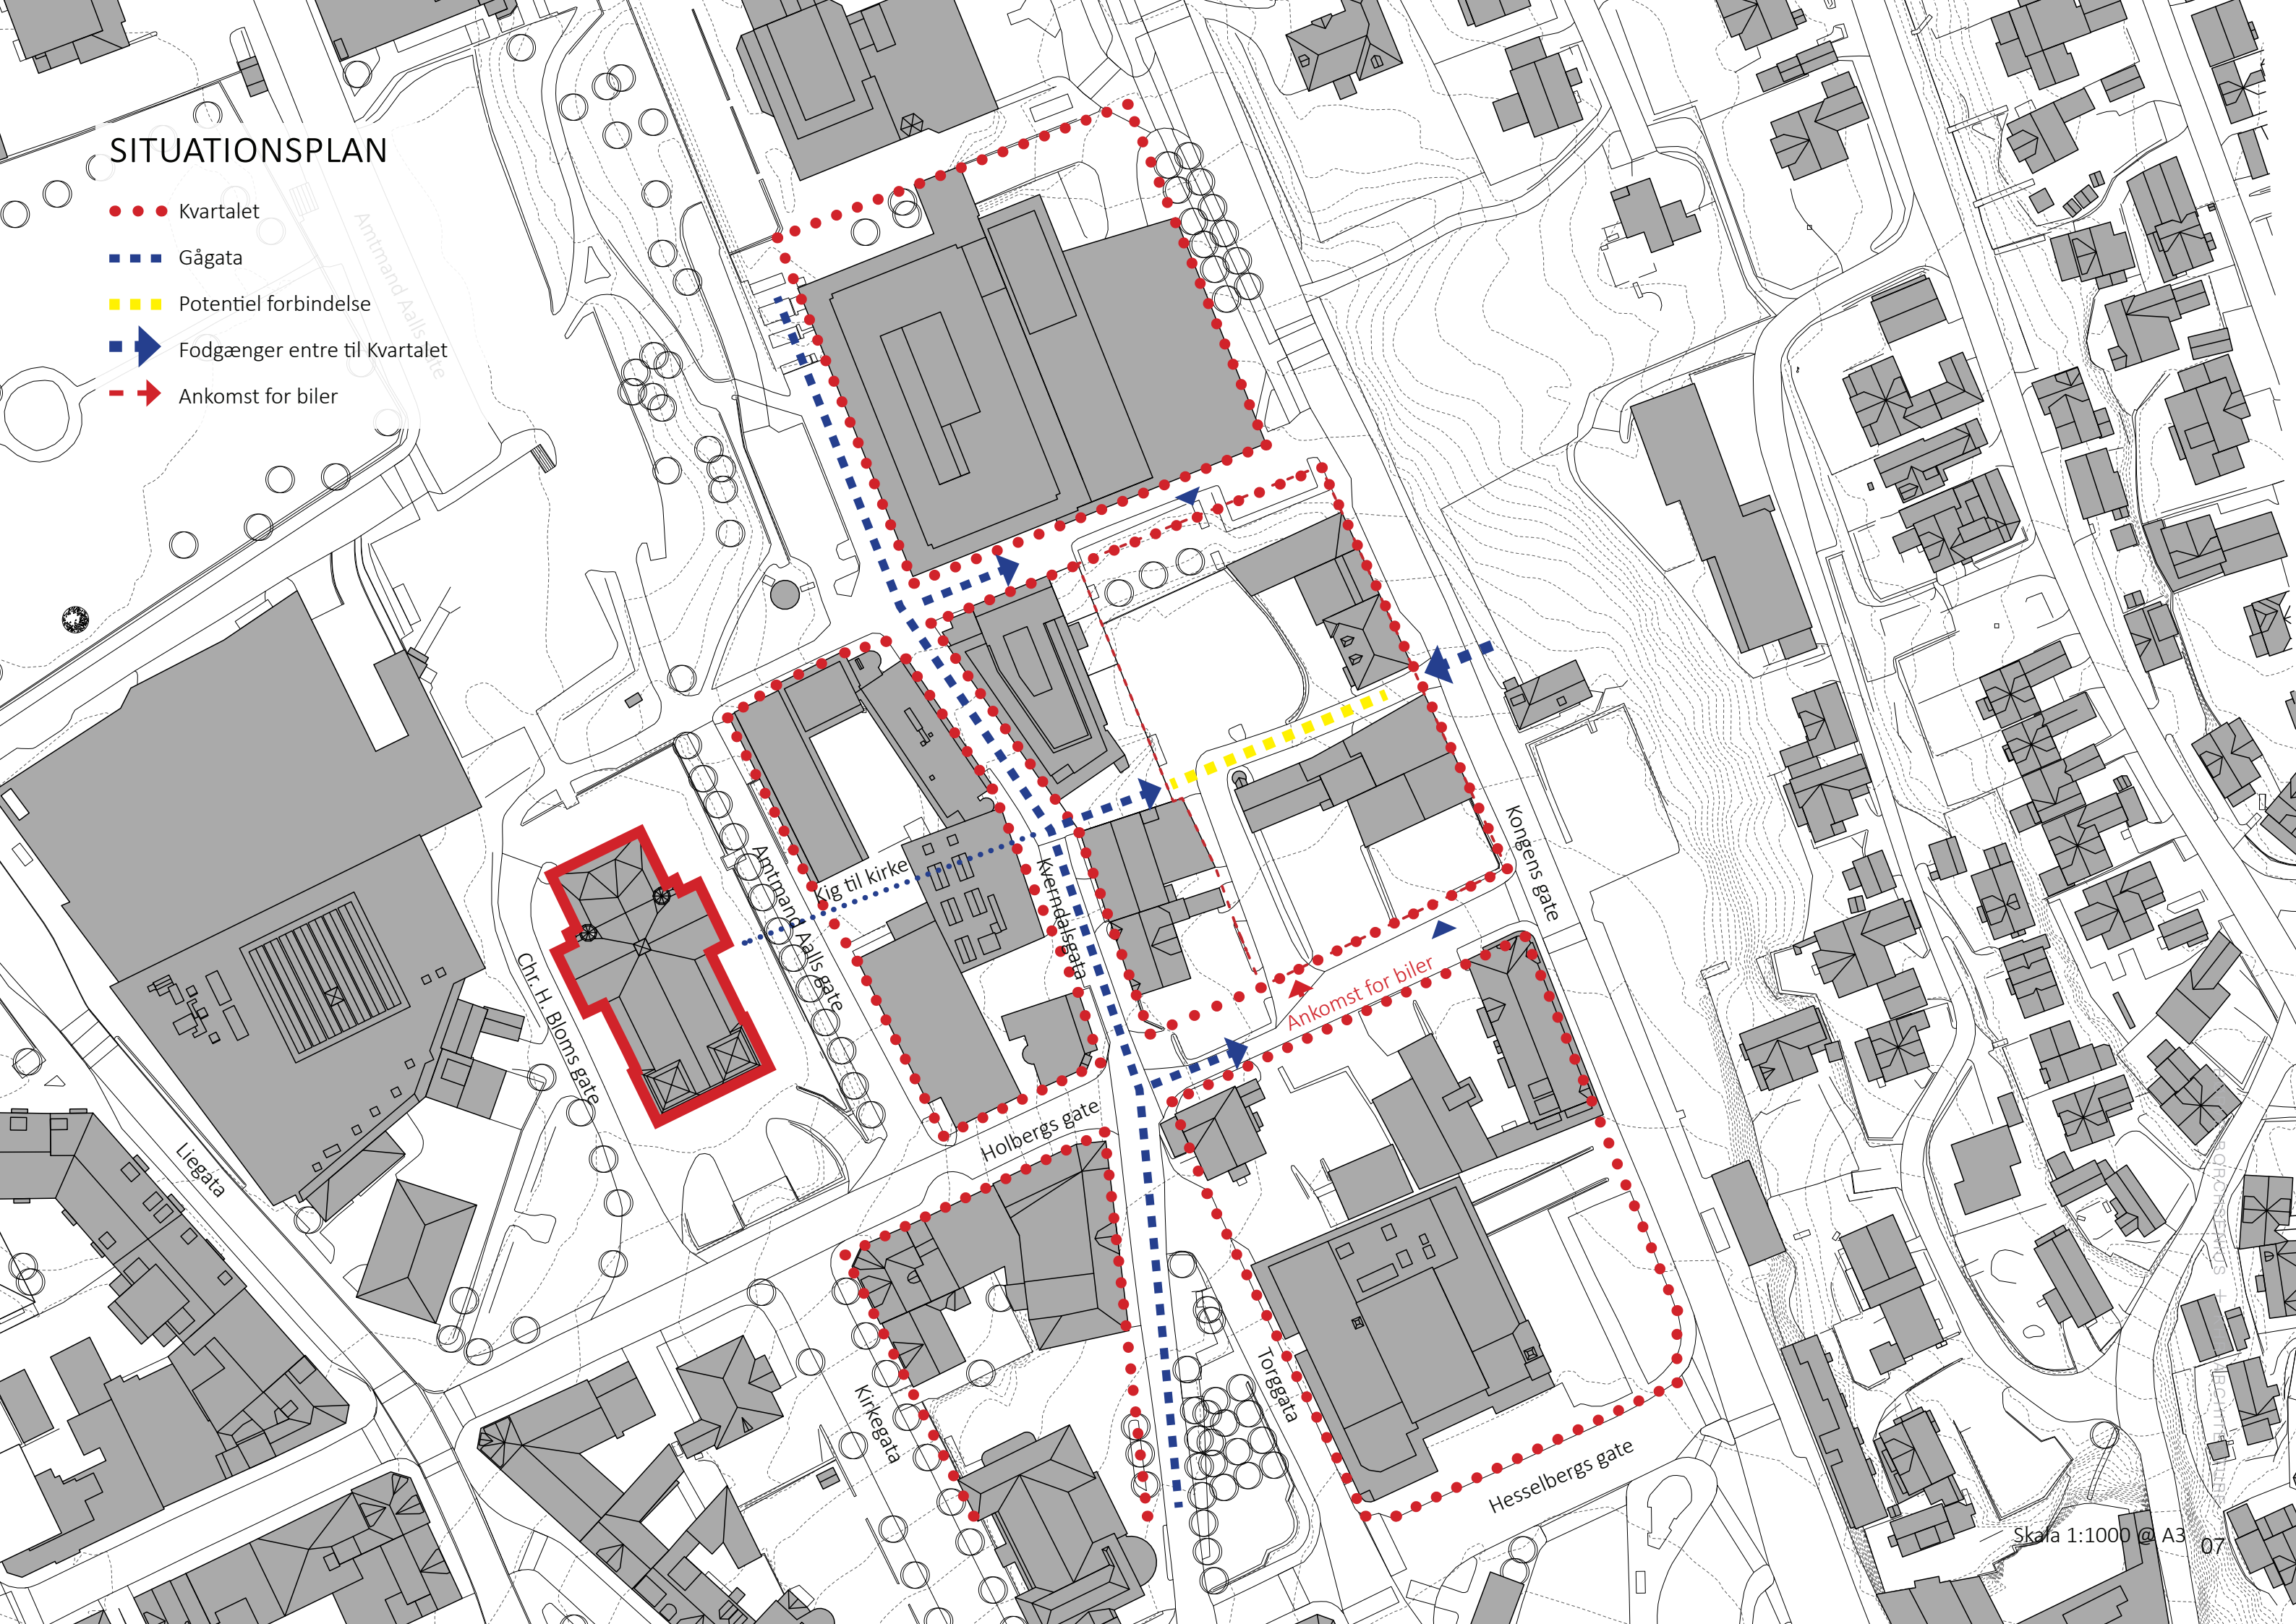 SITUATIONSPLAN
Kvartalet
Gågata
Potentiel forbindelse
Fodgænger entre til Kvartalet
Ankomst for biler
Amtmand Aalls gate
Kig til kirke
Amtmand Aalls gate
Kverndalsgata
Kongens gate
Chr. H. Bloms gate
Ankomst for biler
Holbergs gate
Liegata
Kirkegata
Torggata
Hesselbergs gate
Skala 1:1000 @ A3
07